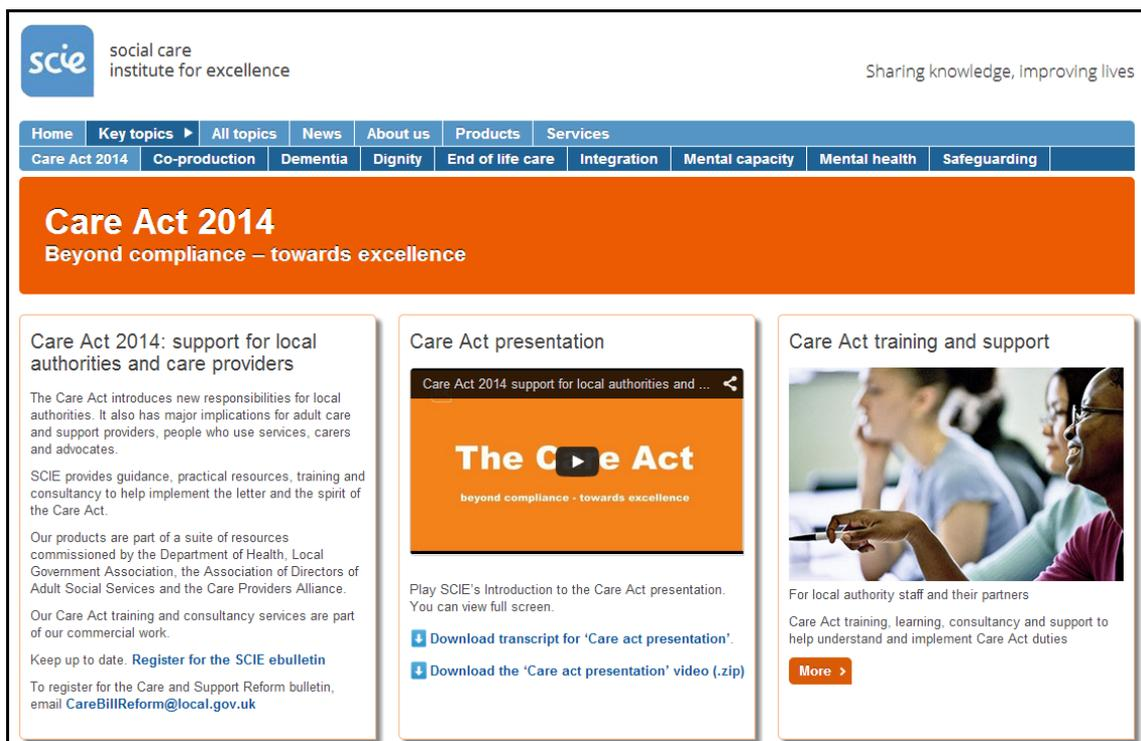 scie
social care
institute for excellence
Sharing knowledge, improving lives
Home Key topics All topics News About us Products Services
Care Act 2014 Co-production Dementia Dignity End of life care Integration Mental capacity Mental health Safeguarding
Care Act 2014
Beyond compliance – towards excellence
Care Act 2014: support for local
authorities and care providers
The Care Act introduces new responsibilities for local
authorities. It also has major implications for adult care
and support providers, people who use services, carers
and advocates.
SCIE provides guidance, practical resources, training and
consultancy to help implement the letter and the spirit of
the Care Act.
Our products are part of a suite of resources
commissioned by the Department of Health, Local
Government Association, the Association of Directors of
Adult Social Services and the Care Providers Alliance.
Our Care Act training and consultancy services are part
of our commercial work.
Keep up to date. Register for the SCIE ebulletin
To register for the Care and Support Reform bulletin,
email CareBillReform@local.gov.uk
Care Act presentation
Care Act 2014 support for local authorities and ...
The C e Act
beyond compliance - towards excellence
Play SCIE's Introduction to the Care Act presentation.
You can view full screen.
Download transcript for 'Care act presentation'.
Download the 'Care act presentation' video (.zip)
Care Act training and support
For local authority staff and their partners
Care Act training, learning, consultancy and support to
help understand and implement Care Act duties
More >